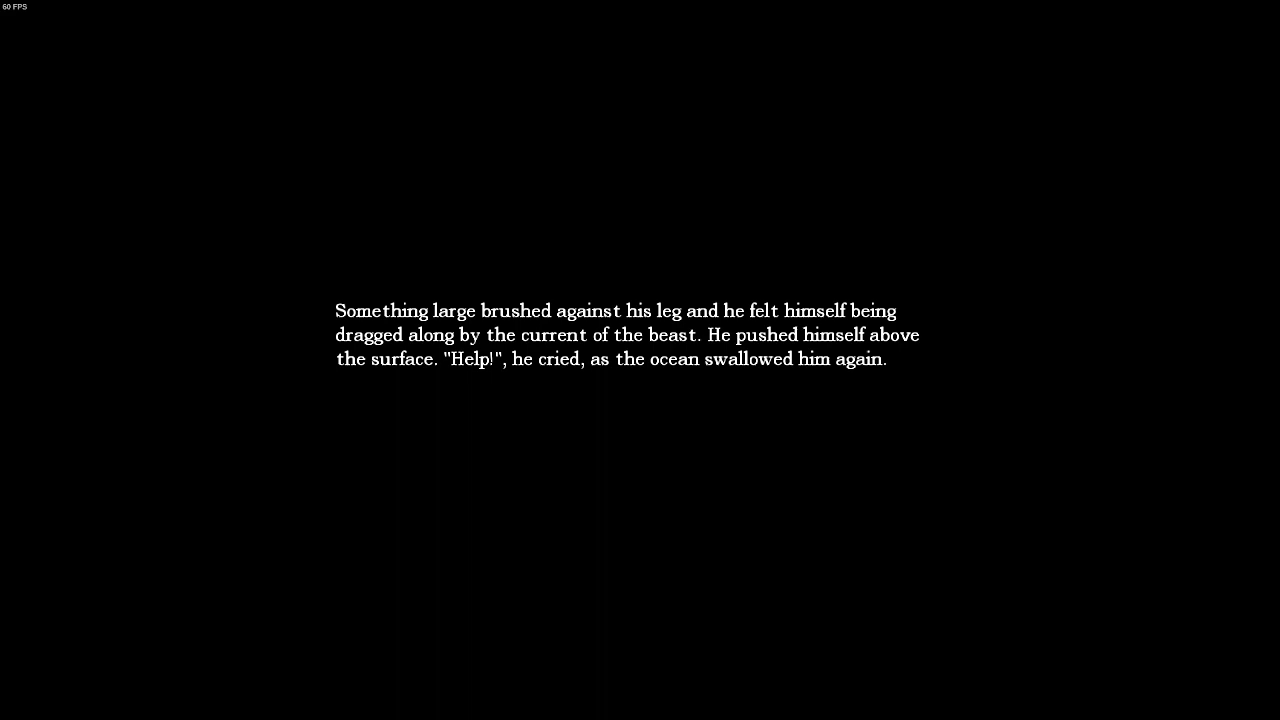 60 FPS
Something large brushed against his leg and he felt himself being
dragged along by the current of the beast. He pushed himself above
the surface. "Help!", he cried, as the ocean swallowed him again.